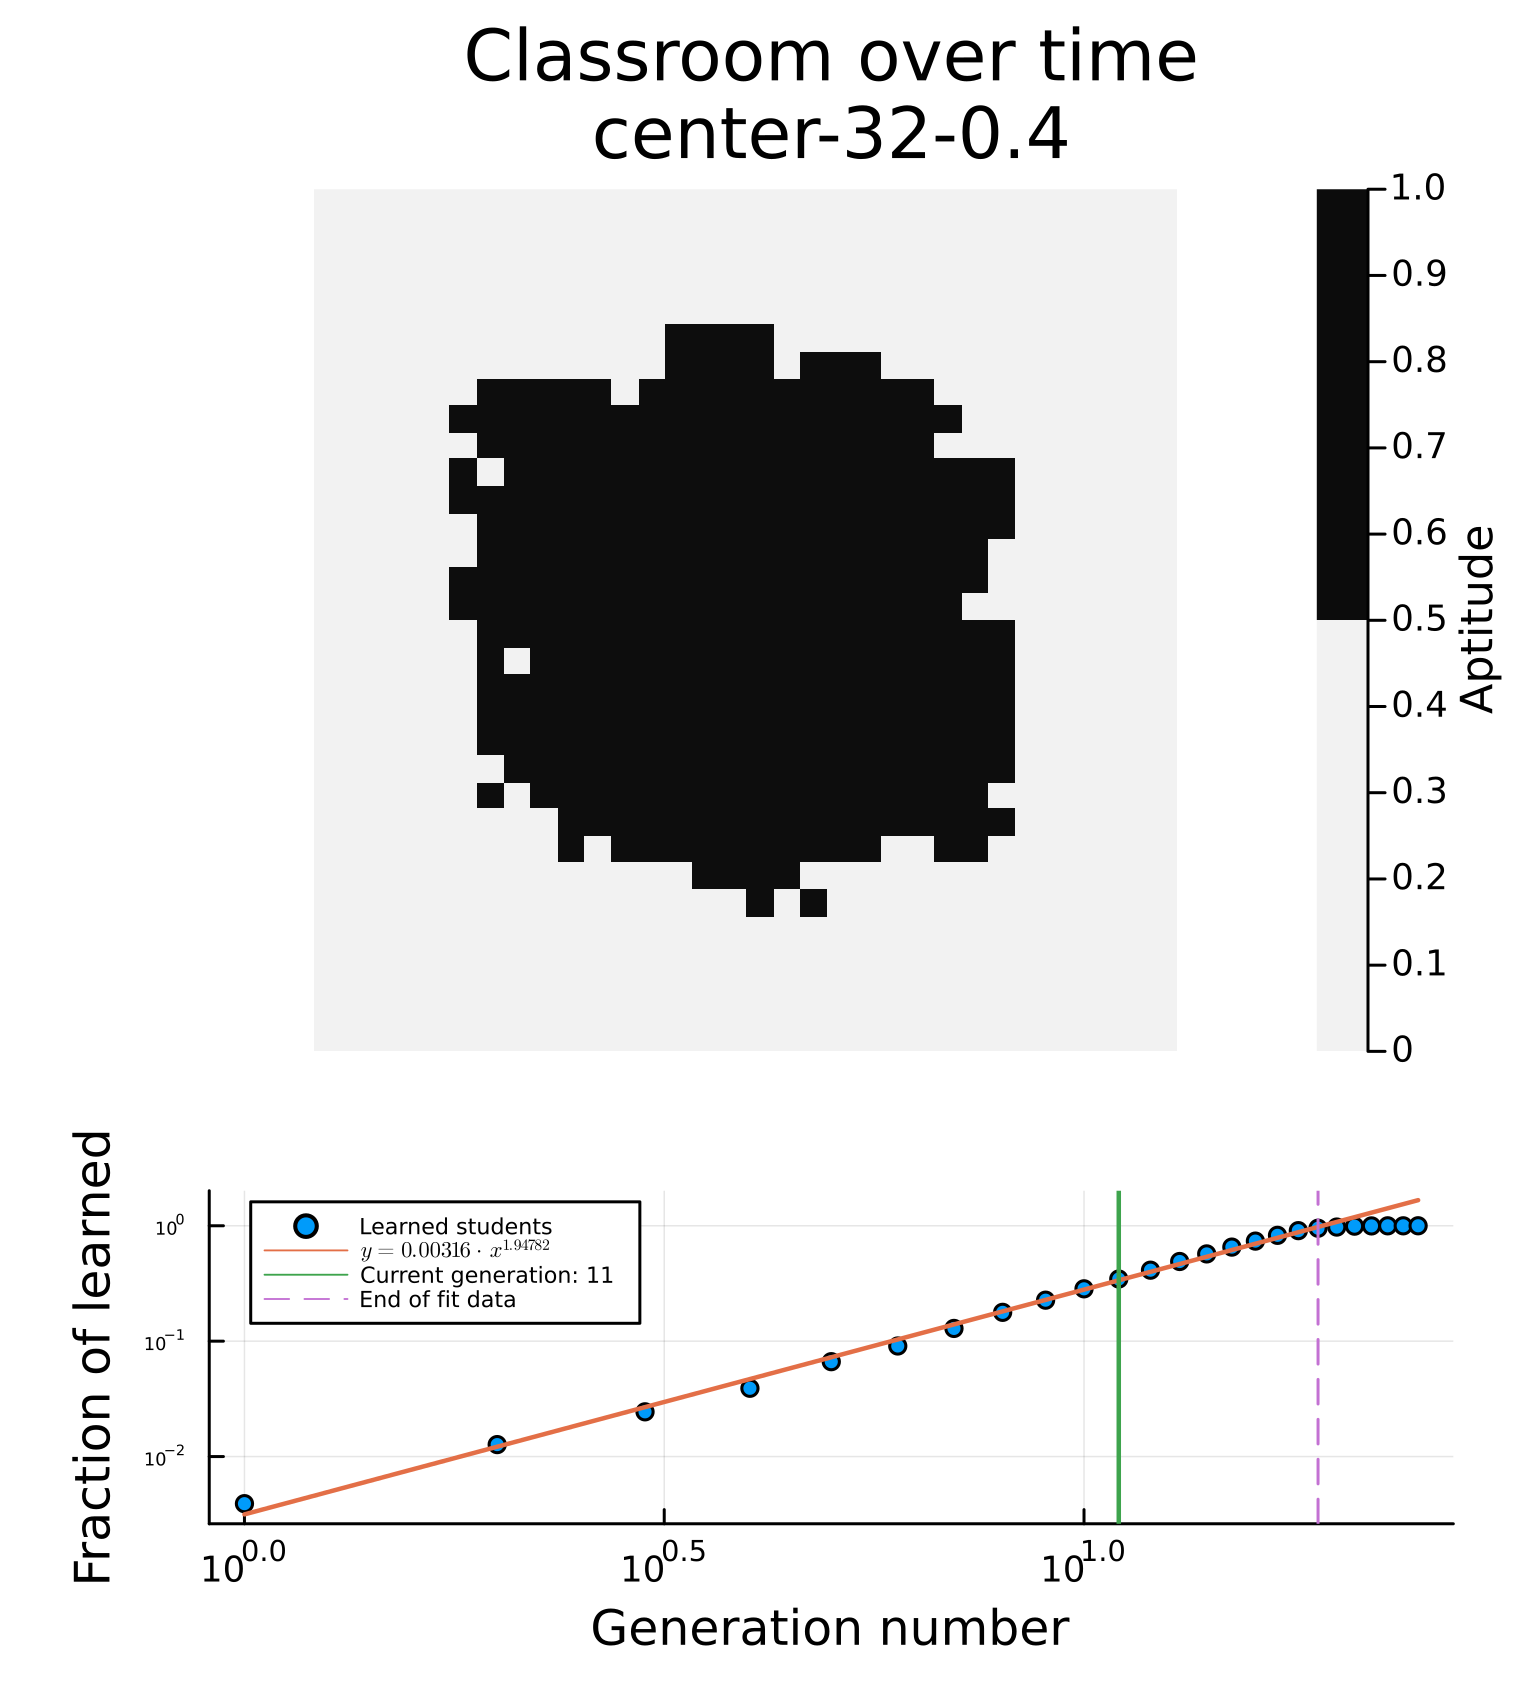 Classroom over time
center-32-0.4
1.0
0.9
0.8
0.7
0.6
0.5
0.4
0.3
0.2
0.1
0
Aptitude
Fraction of learned
10^0
10^−1
10^−2
Learned students
y = 0.00316 · x^1.94782
Current generation: 11
End of fit data
10^0.0
10^0.5
10^1.0
Generation number